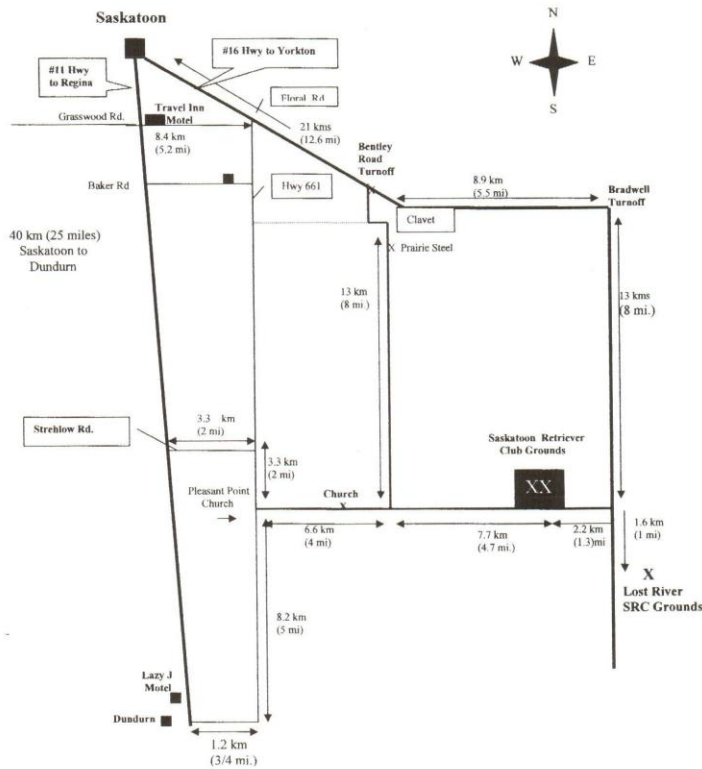 Saskatoon
N
W
E
S
#16 Hwy to Yorkton
#11 Hwy
to Regina
Floral Rd
Grasswood Rd.
Travel Inn
Motel
8.4 km
(5.2 mi)
21 kms
(12.6 mi)
Bentley
Road
Turnoff
X
8.9 km
(5.5 mi)
Bradwell
Turnoff
Baker Rd
Hwy 661
Clavet
40 km (25 miles)
Saskatoon to
Dundurn
X Prairie Steel
13 km
(8 mi.)
13 kms
(8 mi.)
3.3 km
(2 mi)
Strehlow Rd.
3.3 km
(2 mi)
Saskatoon Retriever
Club Grounds
XX
Pleasant Point
Church
Church
X
6.6 km
(4 mi)
7.7 km
(4.7 mi.)
2.2 km
(1.3)mi
1.6 km
(1 mi)
X
Lost River
SRC Grounds
8.2 km
(5 mi)
Lazy J
Motel
Dundurn
1.2 km
(3/4 mi.)